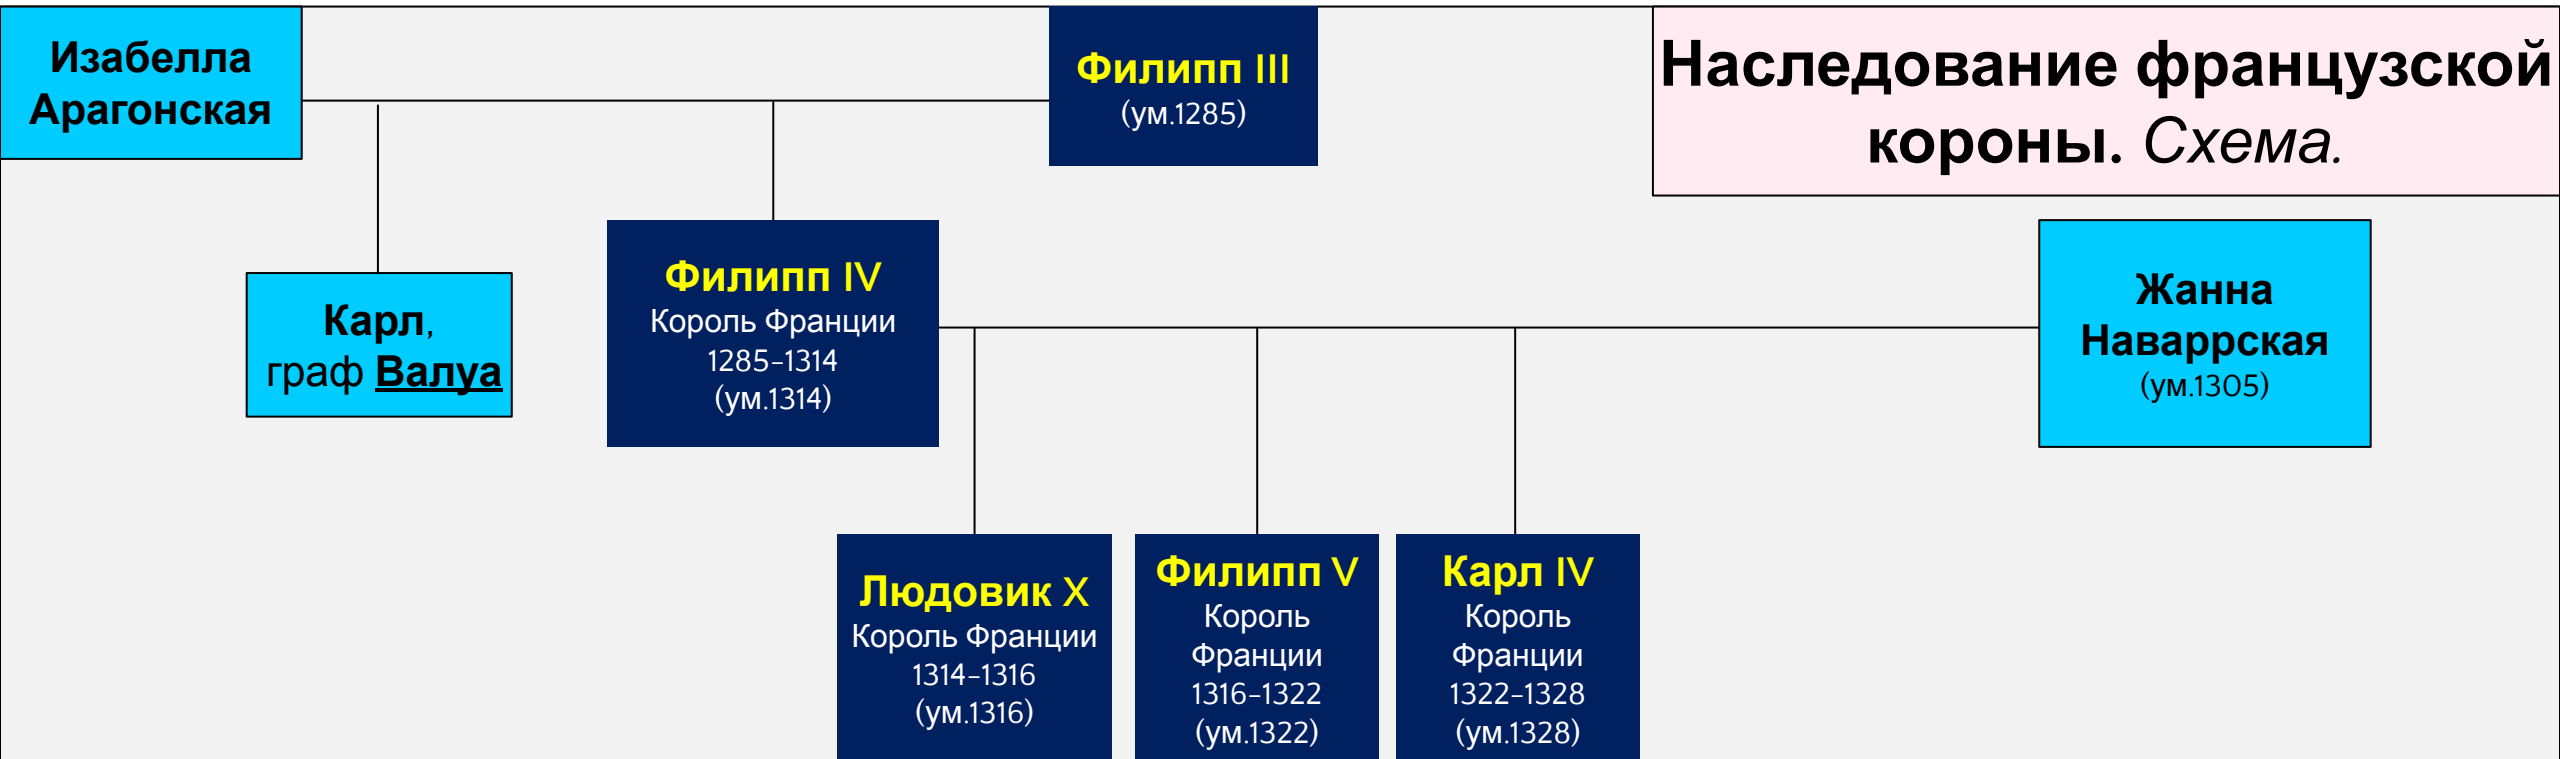 Изабелла
Арагонская
Филипп III
(ум.1285)
Наследование французской
короны. Схема.
Карл,
граф Валуа
Филипп IV
Король Франции
1285-1314
(ум.1314)
Жанна
Наваррская
(ум.1305)
Людовик X
Король Франции
1314-1316
(ум.1316)
Филипп V
Король
Франции
1316-1322
(ум.1322)
Карл IV
Король
Франции
1322-1328
(ум.1328)